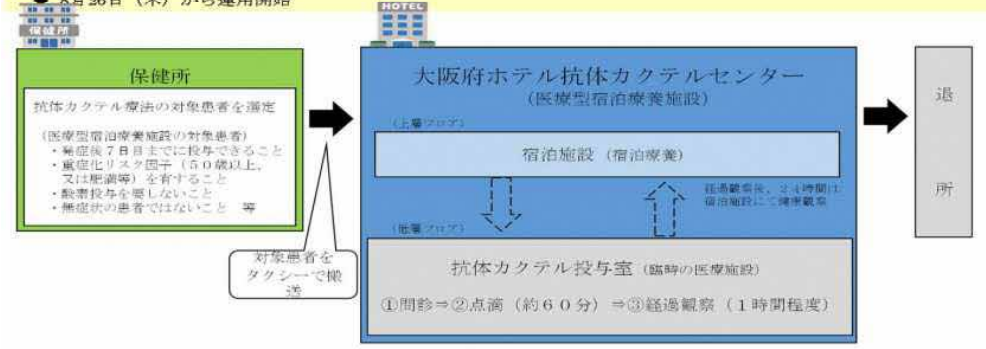 8月26日（木）から運用開始
HOTEL
保健所
保健所
抗体カクテル療法の対象患者を選定
（医療型宿泊療養施設の対象患者）
・発症後7日目までに投与できること
・重症化リスク因子（50歳以上、
又は肥満等）を有すること
・酸素投与を要しないこと
・無症状の患者ではないこと　等
対象患者を
タクシーで搬
送
大阪府ホテル抗体カクテルセンター
（医療型宿泊療養施設）
（上層フロア）
宿泊施設（宿泊療養）
経過観察後、24時間は
宿泊施設にて健康観察
（低層フロア）
抗体カクテル投与室（臨時の医療施設）
①問診⇒②点滴（約60分）⇒③経過観察（1時間程度）
退
所